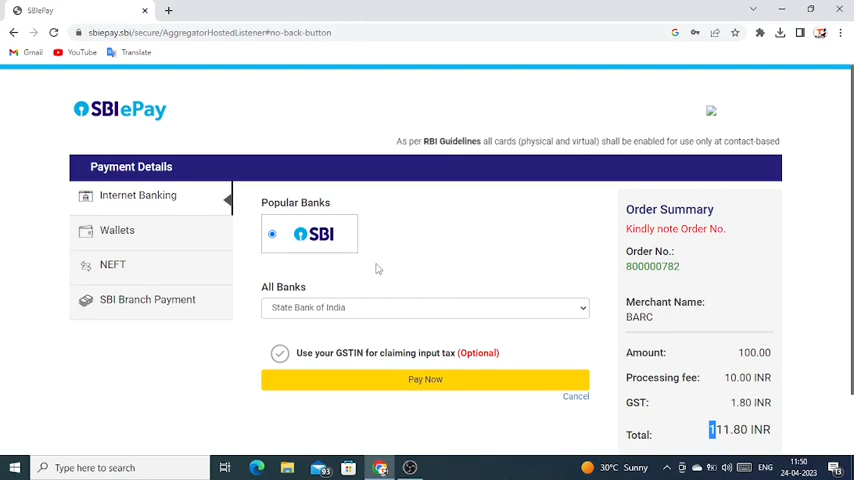 SBIePay
sbiepay.sbi/secure/AggregatorHostedListener#no-back-button
Gmail
YouTube
Translate
SBIePay
As per RBI Guidelines all cards (physical and virtual) shall be enabled for use only at contact-based
Payment Details
Internet Banking
Wallets
NEFT
SBI Branch Payment
Popular Banks
SBI
All Banks
State Bank of India
Use your GSTIN for claiming input tax (Optional)
Pay Now
Cancel
Order Summary
Kindly note Order No.
Order No.:
800000782
Merchant Name:
BARC
Amount: 100.00
Processing fee: 10.00 INR
GST: 1.80 INR
Total: 111.80 INR
Type here to search
93
30°C Sunny
ENG
11:50
24-04-2023
13